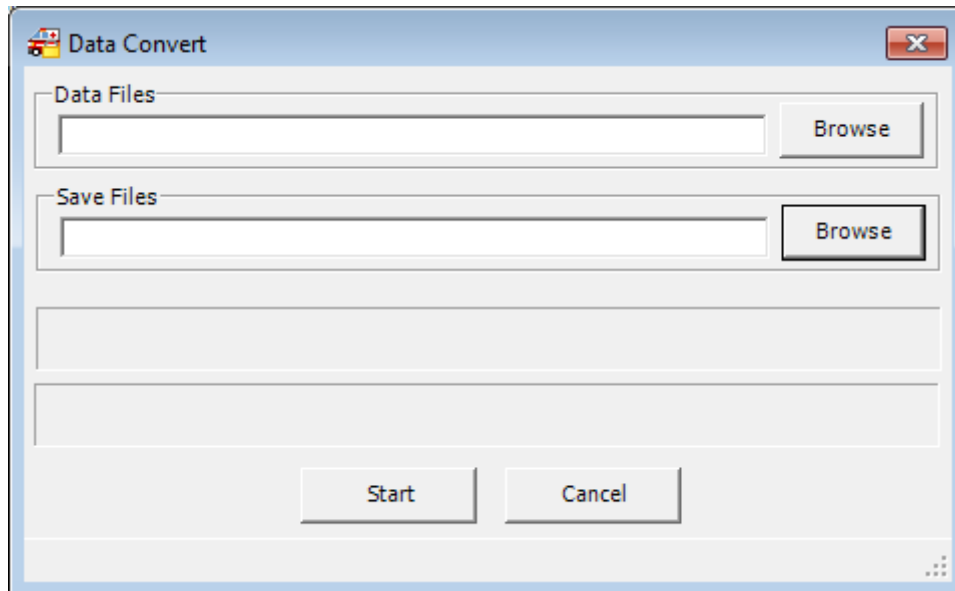 Data Convert
Data Files
Browse
Save Files
Browse
Start Cancel